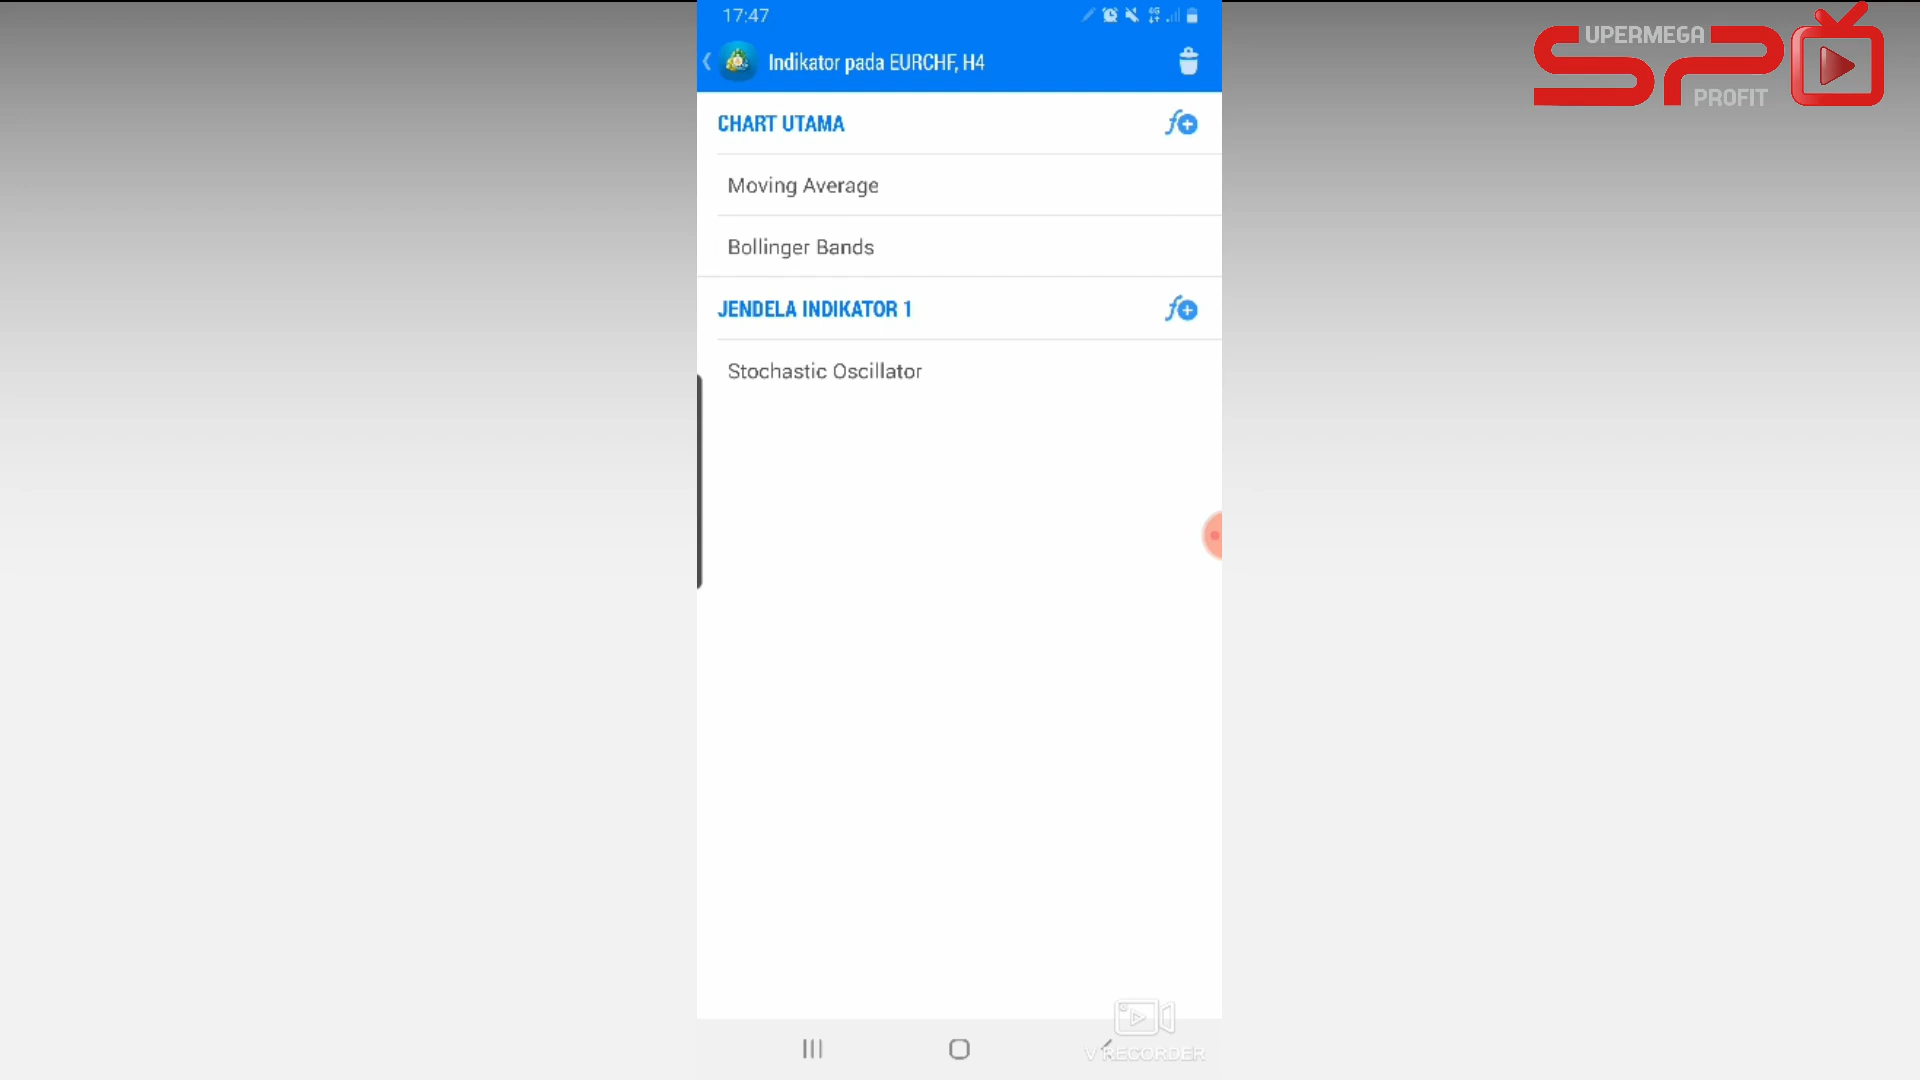 17:47
UPERMEGA
SP
PROFIT
Indikator pada EURCHF, H4
CHART UTAMA
Moving Average
Bollinger Bands
JENDELA INDIKATOR 1
Stochastic Oscillator
V RECORDER